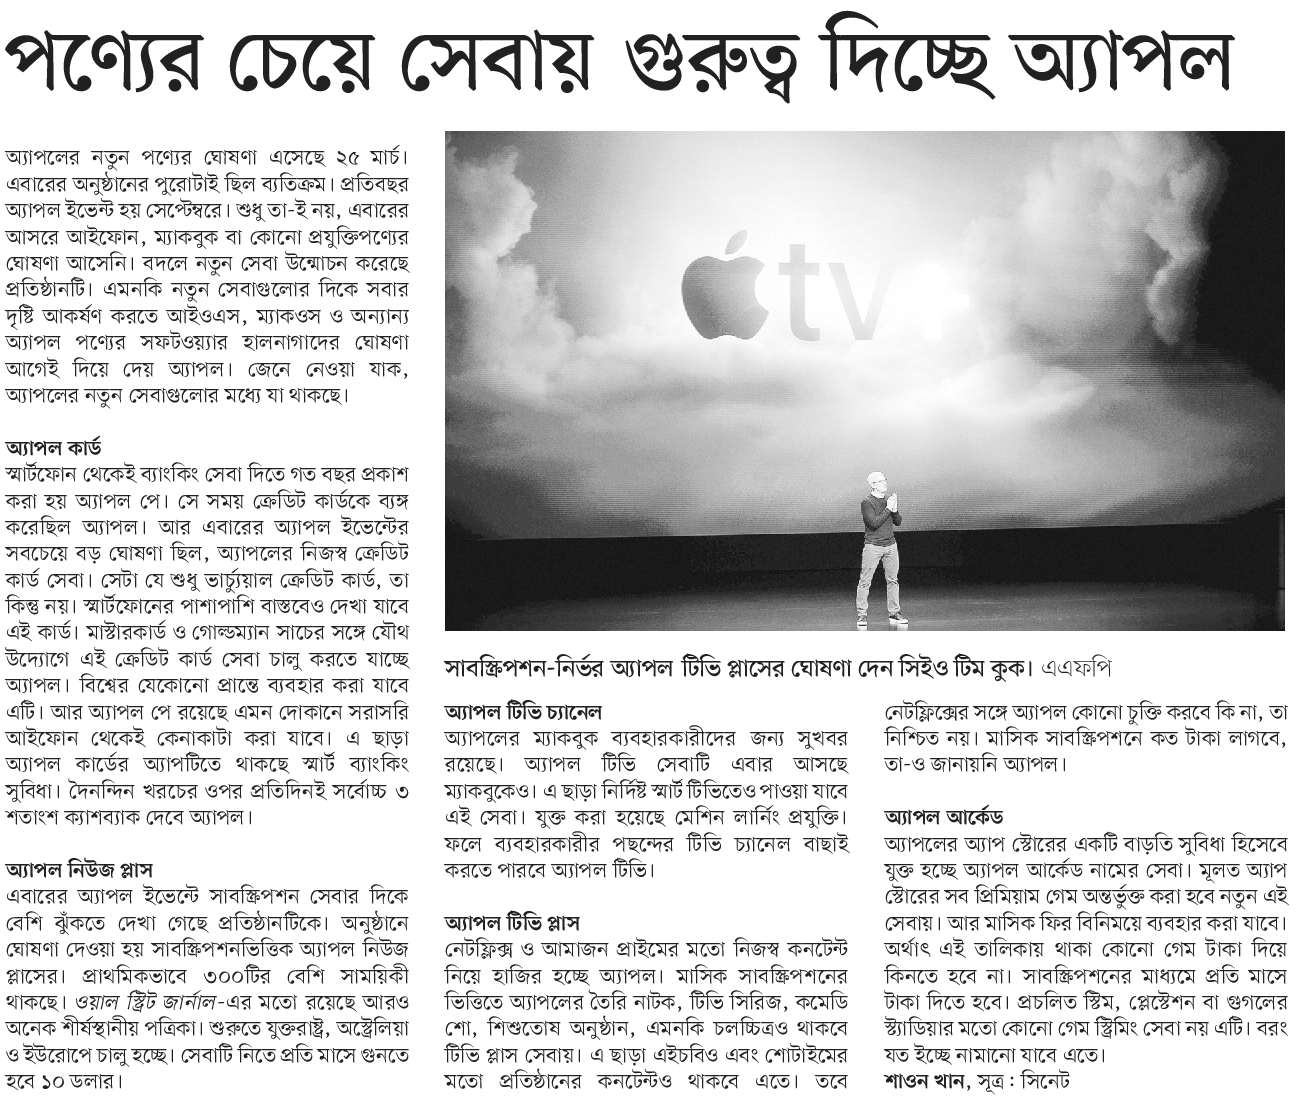 পণ্যের চেয়ে সেবায় গুরুত্ব দিচ্ছে অ্যাপল
অ্যাপলের নতুন পণ্যের ঘোষণা এসেছে ২৫ মার্চ।
এবারের অনুষ্ঠানের পুরোটাই ছিল ব্যতিক্রম। প্রতিবছর
অ্যাপল ইভেন্ট হয় সেপ্টেম্বরে। শুধু তা-ই নয়, এবারের
আসরে আইফোন, ম্যাকবুক বা কোনো প্রযুক্তিপণ্যের
ঘোষণা আসেনি। বদলে নতুন সেবা উন্মোচন করেছে
প্রতিষ্ঠানটি। এমনকি নতুন সেবাগুলোর দিকে সবার
দৃষ্টি আকর্ষণ করতে আইওএস, ম্যাকওস ও অন্যান্য
অ্যাপল পণ্যের সফটওয়্যার হালনাগাদের ঘোষণা
আগেই দিয়ে দেয় অ্যাপল। জেনে নেওয়া যাক,
অ্যাপলের নতুন সেবাগুলোর মধ্যে যা থাকছে।
অ্যাপল কার্ড
স্মার্টফোন থেকেই ব্যাংকিং সেবা দিতে গত বছর প্রকাশ
করা হয় অ্যাপল পে। সে সময় ক্রেডিট কার্ডকে ব্যঙ্গ
করেছিল অ্যাপল। আর এবারের অ্যাপল ইভেন্টের
সবচেয়ে বড় ঘোষণা ছিল, অ্যাপলের নিজস্ব ক্রেডিট
কার্ড সেবা। সেটা যে শুধু ভার্চ্যুয়াল ক্রেডিট কার্ড, তা
কিন্তু নয়। স্মার্টফোনের পাশাপাশি বাস্তবেও দেখা যাবে
এই কার্ড। মাস্টারকার্ড ও গোল্ডম্যান সাচের সঙ্গে যৌথ
উদ্যোগে এই ক্রেডিট কার্ড সেবা চালু করতে যাচ্ছে
অ্যাপল। বিশ্বের যেকোনো প্রান্তে ব্যবহার করা যাবে
এটি। আর অ্যাপল পে রয়েছে এমন দোকানে সরাসরি
আইফোন থেকেই কেনাকাটা করা যাবে। এ ছাড়া
অ্যাপল কার্ডের অ্যাপটিতে থাকছে স্মার্ট ব্যাংকিং
সুবিধা। দৈনন্দিন খরচের ওপর প্রতিদিনই সর্বোচ্চ ৩
শতাংশ ক্যাশব্যাক দেবে অ্যাপল।
অ্যাপল নিউজ প্লাস
এবারের অ্যাপল ইভেন্টে সাবস্ক্রিপশন সেবার দিকে
বেশি ঝুঁকতে দেখা গেছে প্রতিষ্ঠানটিকে। অনুষ্ঠানে
ঘোষণা দেওয়া হয় সাবস্ক্রিপশনভিত্তিক অ্যাপল নিউজ
প্লাসের। প্রাথমিকভাবে ৩০০টির বেশি সাময়িকী
থাকছে। ওয়াল স্ট্রিট জার্নাল-এর মতো রয়েছে আরও
অনেক শীর্ষস্থানীয় পত্রিকা। শুরুতে যুক্তরাষ্ট্র, অস্ট্রেলিয়া
ও ইউরোপে চালু হচ্ছে। সেবাটি নিতে প্রতি মাসে গুনতে
হবে ১০ ডলার।
tv
সাবস্ক্রিপশন-নির্ভর অ্যাপল টিভি প্লাসের ঘোষণা দেন সিইও টিম কুক। এএফপি
অ্যাপল টিভি চ্যানেল
অ্যাপলের ম্যাকবুক ব্যবহারকারীদের জন্য সুখবর
রয়েছে। অ্যাপল টিভি সেবাটি এবার আসছে
ম্যাকবুকেও। এ ছাড়া নির্দিষ্ট স্মার্ট টিভিতেও পাওয়া যাবে
এই সেবা। যুক্ত করা হয়েছে মেশিন লার্নিং প্রযুক্তি।
ফলে ব্যবহারকারীর পছন্দের টিভি চ্যানেল বাছাই
করতে পারবে অ্যাপল টিভি।
অ্যাপল টিভি প্লাস
নেটফ্লিক্স ও আমাজন প্রাইমের মতো নিজস্ব কনটেন্ট
নিয়ে হাজির হচ্ছে অ্যাপল। মাসিক সাবস্ক্রিপশনের
ভিত্তিতে অ্যাপলের তৈরি নাটক, টিভি সিরিজ, কমেডি
শো, শিশুতোষ অনুষ্ঠান, এমনকি চলচ্চিত্রও থাকবে
টিভি প্লাস সেবায়। এ ছাড়া এইচবিও এবং শোটাইমের
মতো প্রতিষ্ঠানের কনটেন্টও থাকবে এতে। তবে
নেটফ্লিক্সের সঙ্গে অ্যাপল কোনো চুক্তি করবে কি না, তা
নিশ্চিত নয়। মাসিক সাবস্ক্রিপশনে কত টাকা লাগবে,
তা-ও জানায়নি অ্যাপল।
অ্যাপল আর্কেড
অ্যাপলের অ্যাপ স্টোরের একটি বাড়তি সুবিধা হিসেবে
যুক্ত হচ্ছে অ্যাপল আর্কেড নামের সেবা। মূলত অ্যাপ
স্টোরের সব প্রিমিয়াম গেম অন্তর্ভুক্ত করা হবে নতুন এই
সেবায়। আর মাসিক ফির বিনিময়ে ব্যবহার করা যাবে।
অর্থাৎ এই তালিকায় থাকা কোনো গেম টাকা দিয়ে
কিনতে হবে না। সাবস্ক্রিপশনের মাধ্যমে প্রতি মাসে
টাকা দিতে হবে। প্রচলিত স্টিম, প্লেস্টেশন বা গুগলের
স্ট্যাডিয়ার মতো কোনো গেম স্ট্রিমিং সেবা নয় এটি। বরং
যত ইচ্ছে নামানো যাবে এতে।
শাওন খান, সূত্র : সিনেট